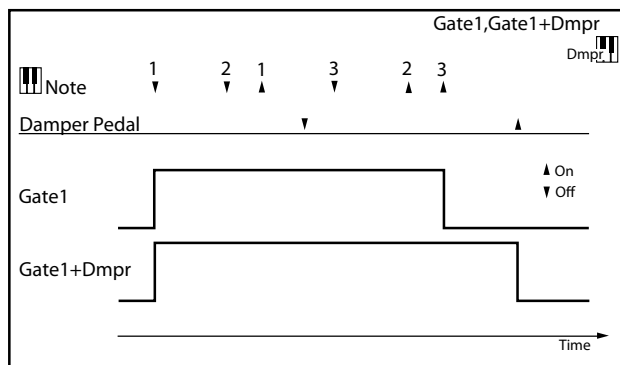 Gate1,Gate1+Dmpr
Dmpr
1 2 1 3 2 3
Note
Damper Pedal
Gate1
On
Off
Gate1+Dmpr
Time